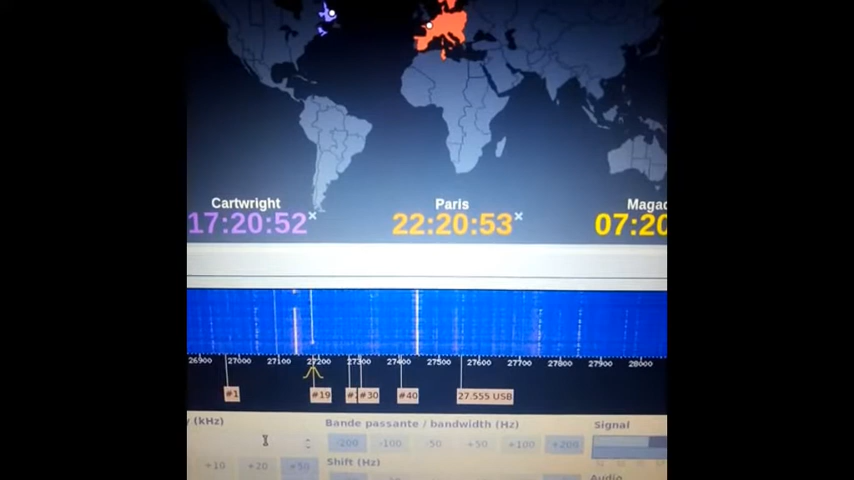 Cartwright Paris Magac
17:20:52 × 22:20:53 × 07:20
26900 27000 27100 27200 27300 27400 27500 27600 27700 27800 27900 28000
#1 #19 #30 #40 27.555 USB
y (kHz) Bande passante / bandwidth (Hz) Signal
-200 -100 -50 +50 +100 +200
+10 +20 +50 Shift (Hz)
Audio